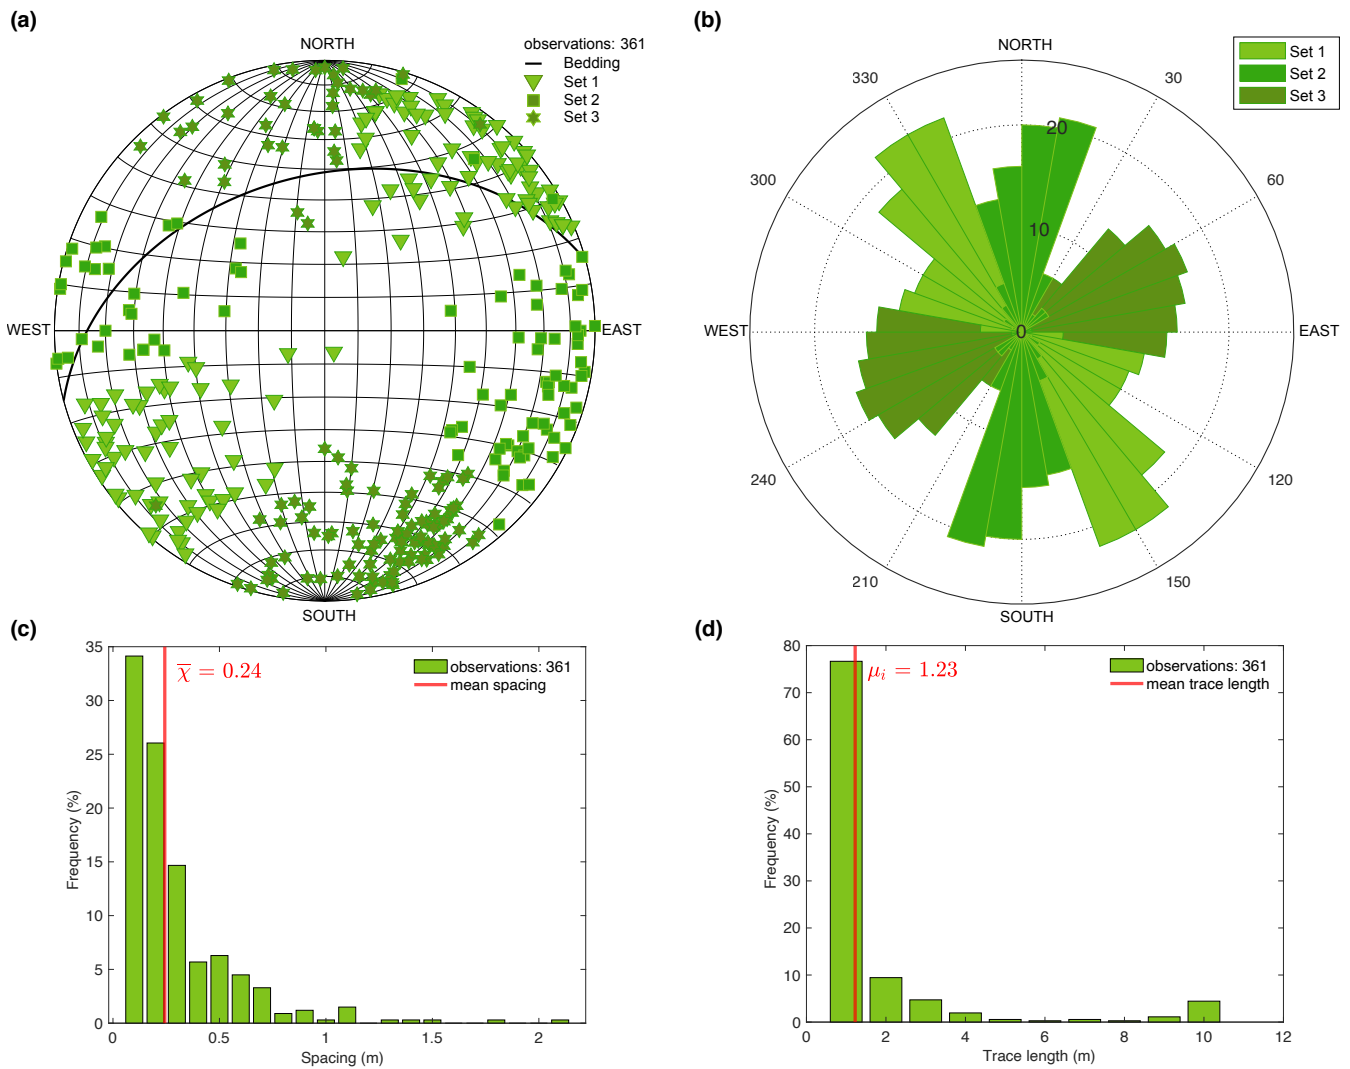 (a)
NORTH
observations: 361
Bedding
Set 1
Set 2
Set 3
WEST
EAST
SOUTH
(b)
NORTH
Set 1
Set 2
Set 3
330
30
300
60
20
10
0
WEST
EAST
240
120
210
150
SOUTH
(c)
35
30
25
20
15
10
5
0
Frequency (%)
χ̅ = 0.24
observations: 361
mean spacing
0
0.5
1
1.5
2
Spacing (m)
(d)
80
70
60
50
40
30
20
10
0
Frequency (%)
μi = 1.23
observations: 361
mean trace length
0
2
4
6
8
10
12
Trace length (m)